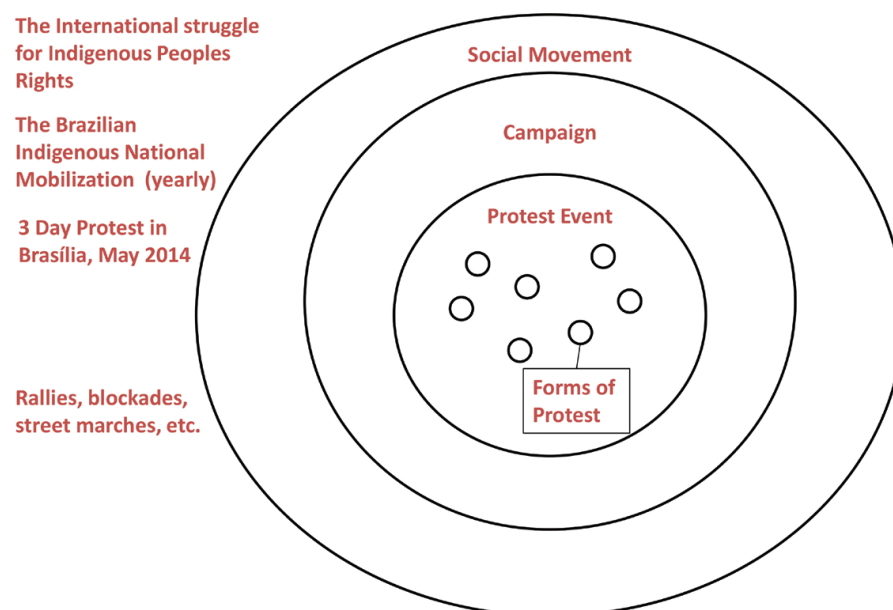 The International struggle
for Indigenous Peoples
Rights
Social Movement
The Brazilian
Indigenous National
Mobilization (yearly)
Campaign
3 Day Protest in
Brasília, May 2014
Protest Event
Rallies, blockades,
street marches, etc.
Forms of
Protest